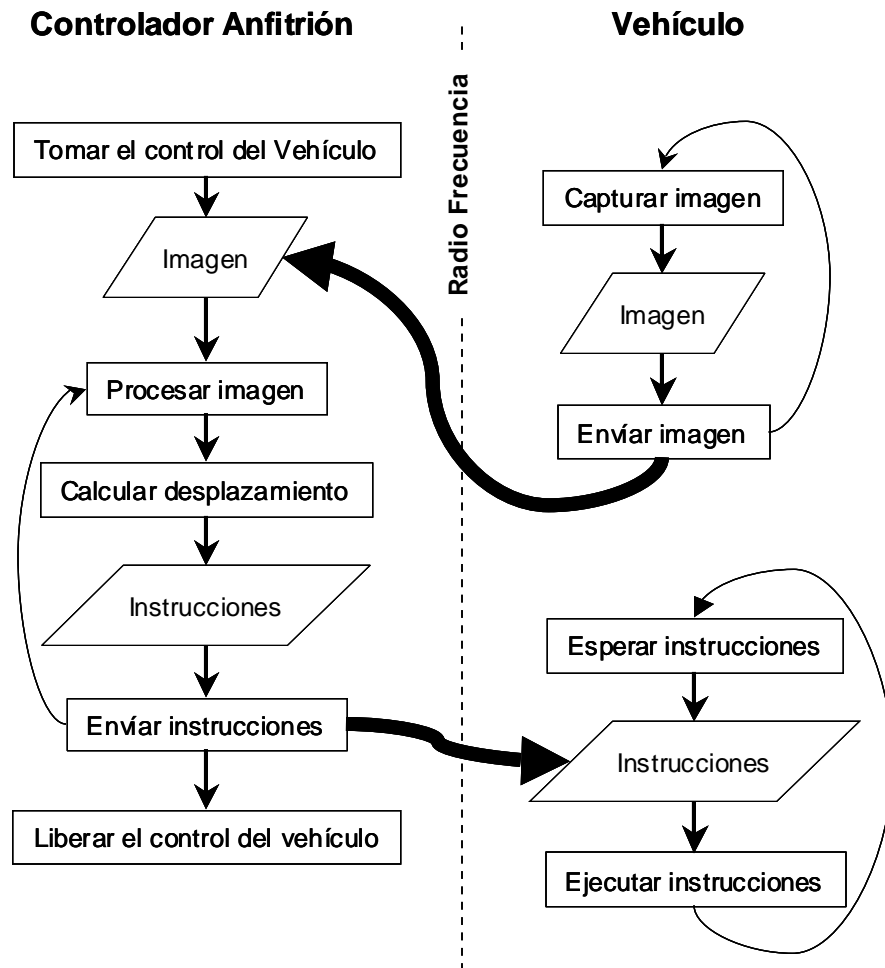 Controlador Anfitrión
Vehículo
Radio Frecuencia
Tomar el control del Vehículo
Imagen
Procesar imagen
Calcular desplazamiento
Instrucciones
Envíar instrucciones
Liberar el control del vehículo
Capturar imagen
Imagen
Envíar imagen
Esperar instrucciones
Instrucciones
Ejecutar instrucciones